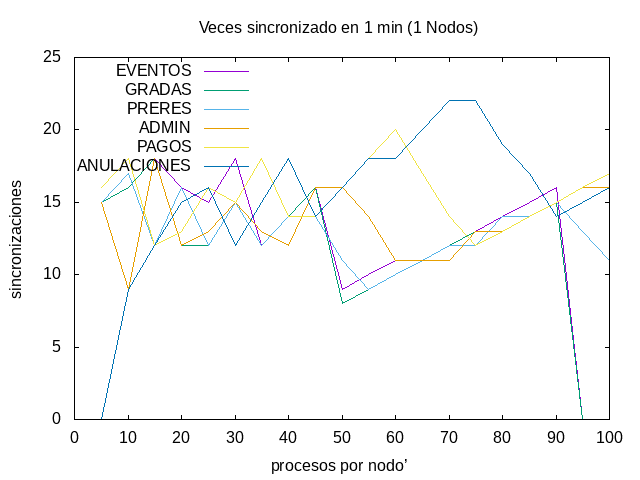 Veces sincronizado en 1 min (1 Nodos)
25
20
15
10
5
0
sincronizaciones
EVENTOS
GRADAS
PRERES
ADMIN
PAGOS
ANULACIONES
0 10 20 30 40 50 60 70 80 90 100
procesos por nodo’